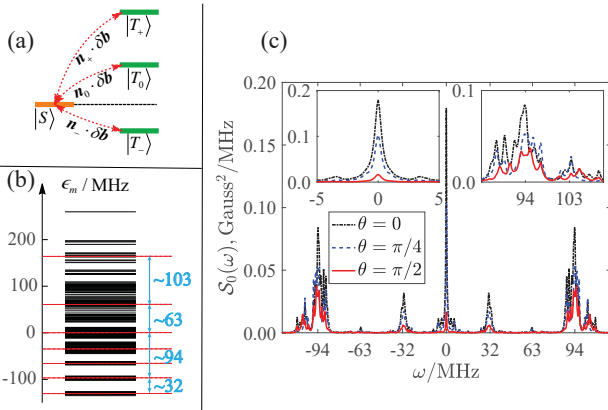 (a)
|T₊⟩
n₊ · δb
|T₀⟩
n₀ · δb
|S⟩
n₋ · δb
|T₋⟩
(b)
ϵₘ / MHz
200
100
0
-100
~103
~63
~94
~32
(c)
S₀(ω), Gauss²/MHz
0.20
0.15
0.10
0.05
0.00
0.2
0.1
0.0
-5
0
5
0.1
0.0
94
103
θ = 0
θ = π/4
θ = π/2
-94
-63
-32
0
32
63
94
ω/MHz